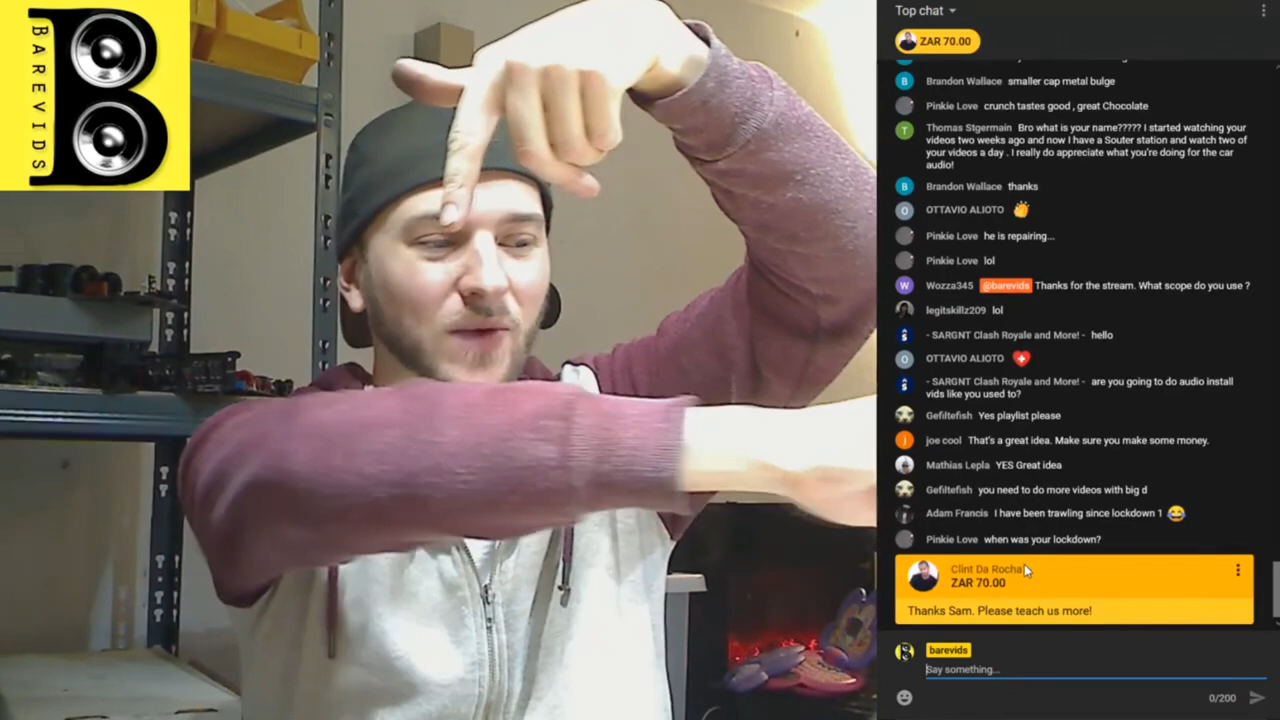 BAREVIDS
Top chat
ZAR 70.00
Brandon Wallace smaller cap metal bulge
Pinkie Love crunch tastes good , great Chocolate
Thomas Stgermain Bro what is your name????? I started watching your
videos two weeks ago and now I have a Souter station and watch two of
your videos a day . I really do appreciate what you're doing for the car
audio!
Brandon Wallace thanks
OTTAVIO ALIOTO 👏
Pinkie Love he is repairing...
Pinkie Love lol
Wozza345 @barevids Thanks for the stream. What scope do you use ?
legitskillz209 lol
- SARGNT Clash Royale and More! - hello
OTTAVIO ALIOTO
- SARGNT Clash Royale and More! - are you going to do audio install
vids like you used to?
Gefiltefish Yes playlist please
joe cool That's a great idea. Make sure you make some money.
Mathias Lepla YES Great idea
Gefiltefish you need to do more videos with big d
Adam Francis I have been trawling since lockdown 1 😂
Pinkie Love when was your lockdown?
Clint Da Rocha
ZAR 70.00
Thanks Sam. Please teach us more!
barevids
Say something...
0/200